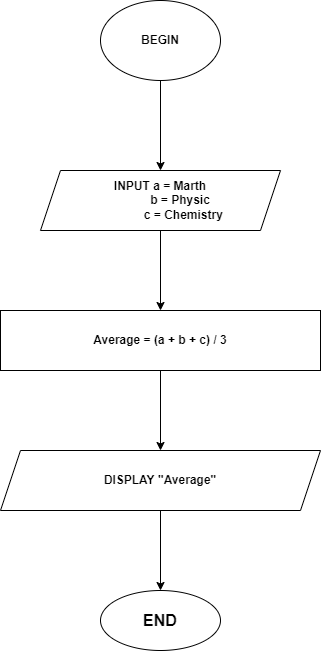 BEGIN
INPUT a = Marth
b = Physic
c = Chemistry
Average = (a + b + c) / 3
DISPLAY "Average"
END